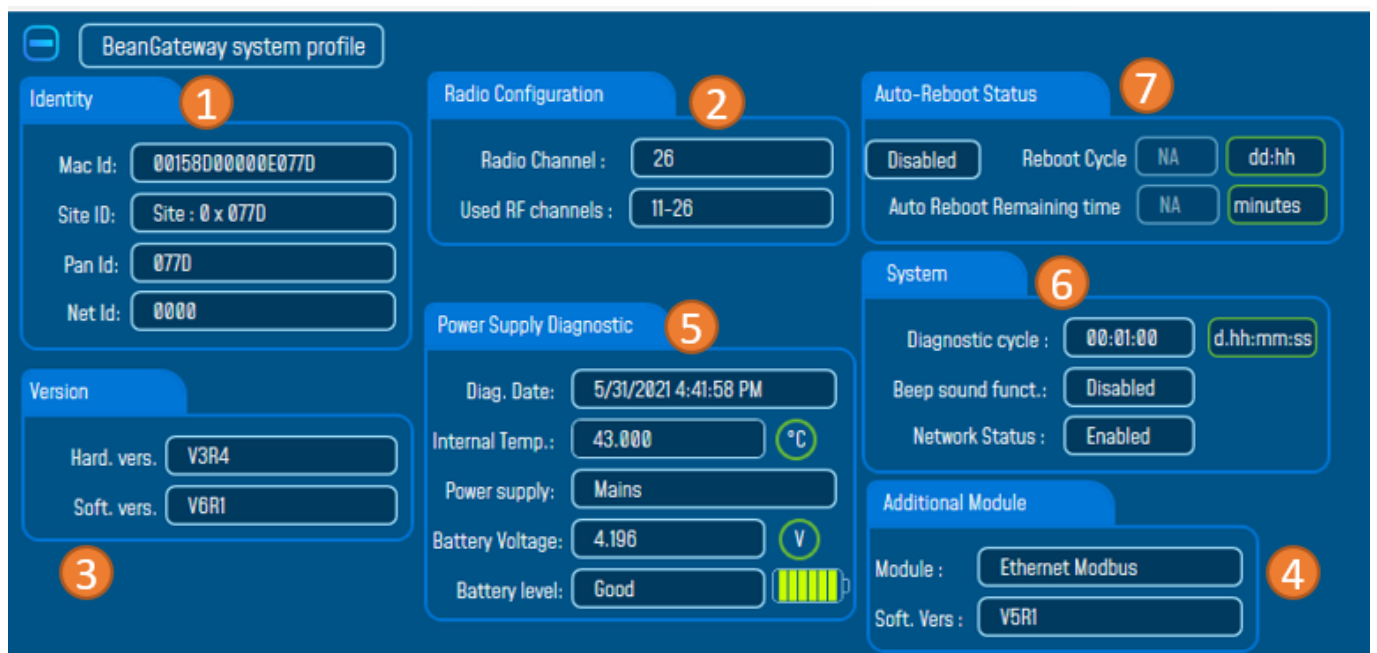 BeanGateway system profile
Identity
1
Mac Id: 00158D00000E077D
Site ID: Site : 0 x 077D
Pan Id: 077D
Net Id: 0000
Radio Configuration
2
Radio Channel : 26
Used RF channels : 11-26
Auto-Reboot Status
7
Disabled Reboot Cycle NA dd:hh
Auto Reboot Remaining time NA minutes
Version
Hard. vers. V3R4
Soft. vers. V6R1
3
Power Supply Diagnostic
5
Diag. Date: 5/31/2021 4:41:58 PM
Internal Temp.: 43.000 °C
Power supply: Mains
Battery Voltage: 4.196 V
Battery level: Good
System
6
Diagnostic cycle : 00:01:00 d.hh:mm:ss
Beep sound funct.: Disabled
Network Status : Enabled
Additional Module
4
Module : Ethernet Modbus
Soft. Vers : V5R1